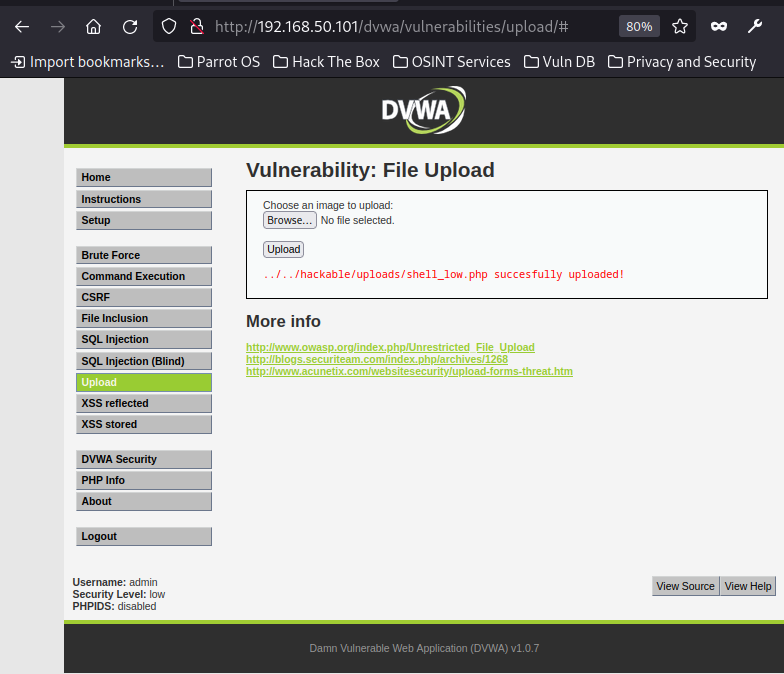 http://192.168.50.101/dvwa/vulnerabilities/upload/# 80%
Import bookmarks… Parrot OS Hack The Box OSINT Services Vuln DB Privacy and Security
DVWA
Home
Instructions
Setup
Brute Force
Command Execution
CSRF
File Inclusion
SQL Injection
SQL Injection (Blind)
Upload
XSS reflected
XSS stored
DVWA Security
PHP Info
About
Logout
Vulnerability: File Upload
Choose an image to upload:
Browse… No file selected.
Upload
../../hackable/uploads/shell_low.php succesfully uploaded!
More info
http://www.owasp.org/index.php/Unrestricted_File_Upload
http://blogs.securiteam.com/index.php/archives/1268
http://www.acunetix.com/websitesecurity/upload-forms-threat.htm
Username: admin
Security Level: low
PHPIDS: disabled
View Source View Help
Damn Vulnerable Web Application (DVWA) v1.0.7